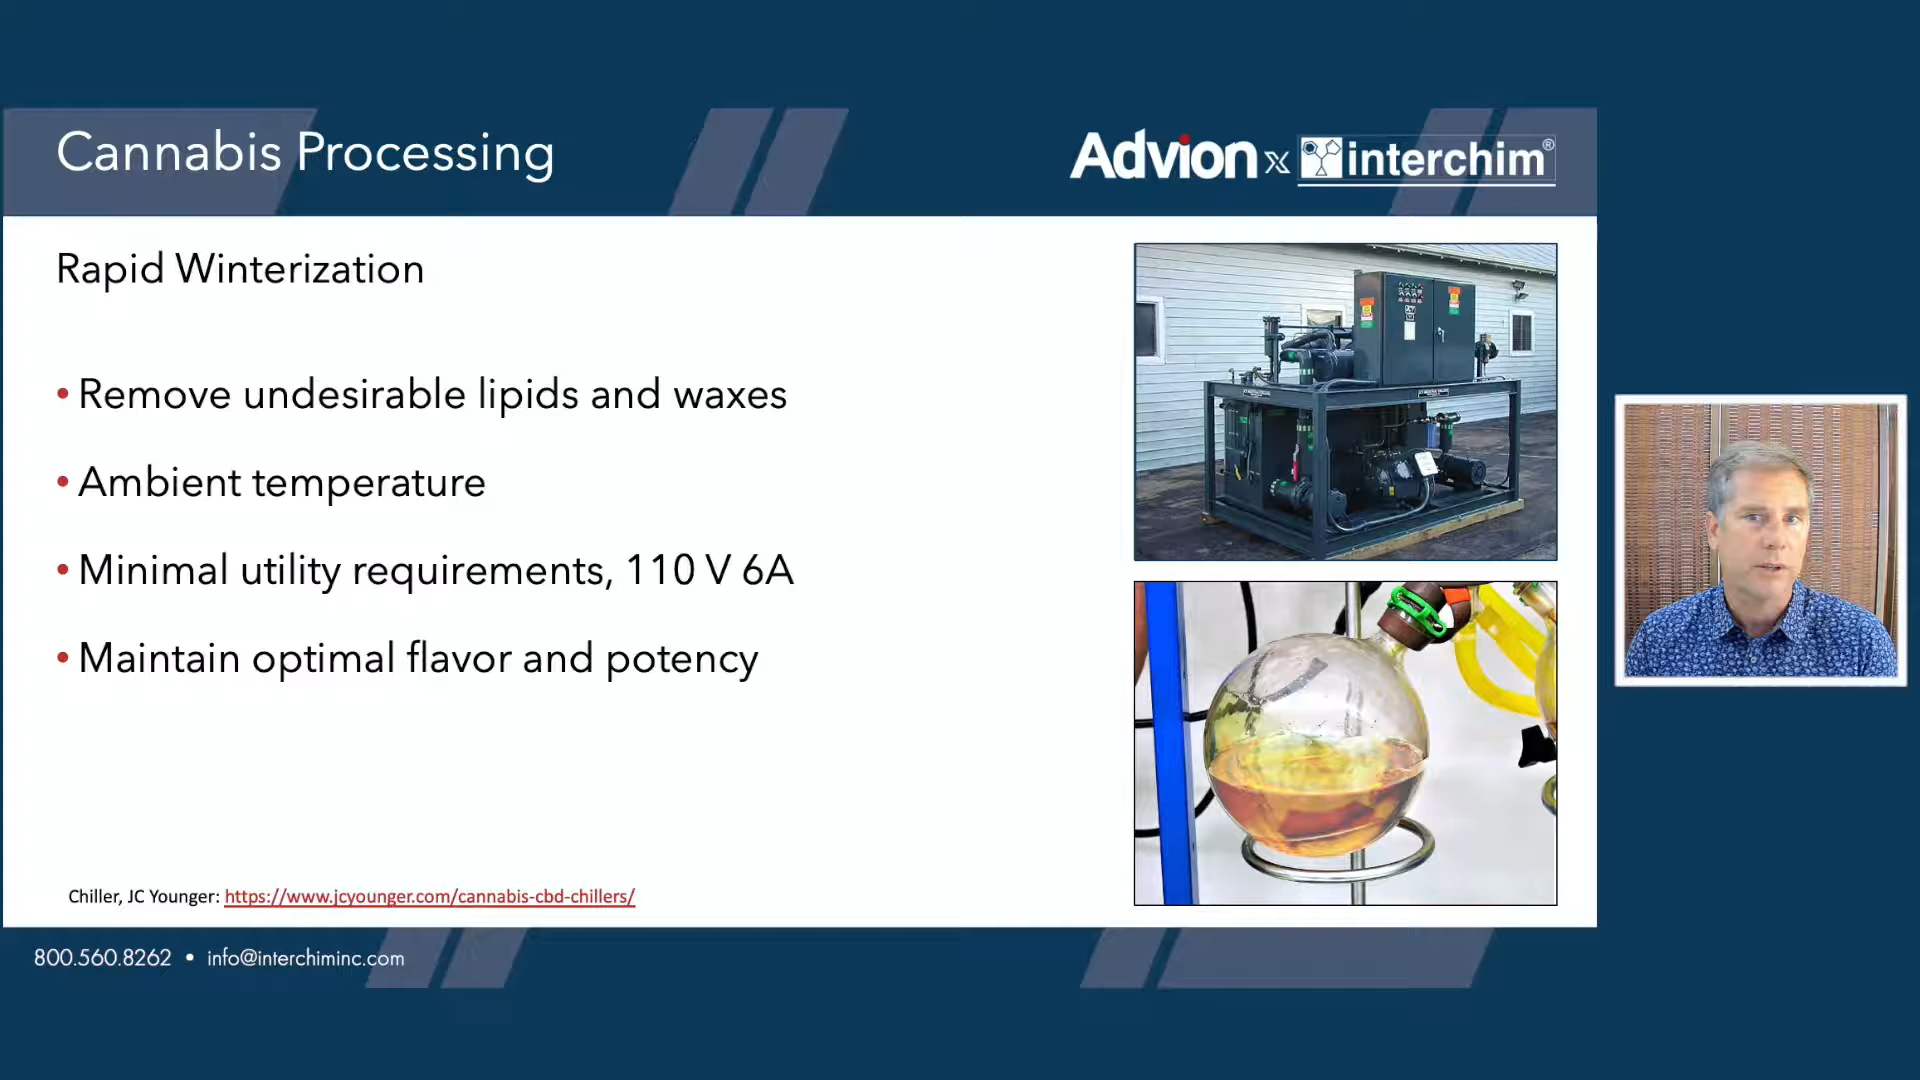 Cannabis Processing
Advion x interchim®
Rapid Winterization
• Remove undesirable lipids and waxes
• Ambient temperature
• Minimal utility requirements, 110 V 6A
• Maintain optimal flavor and potency
Chiller, JC Younger: https://www.jcyounger.com/cannabis-cbd-chillers/
800.560.8262 • info@interchiminc.com